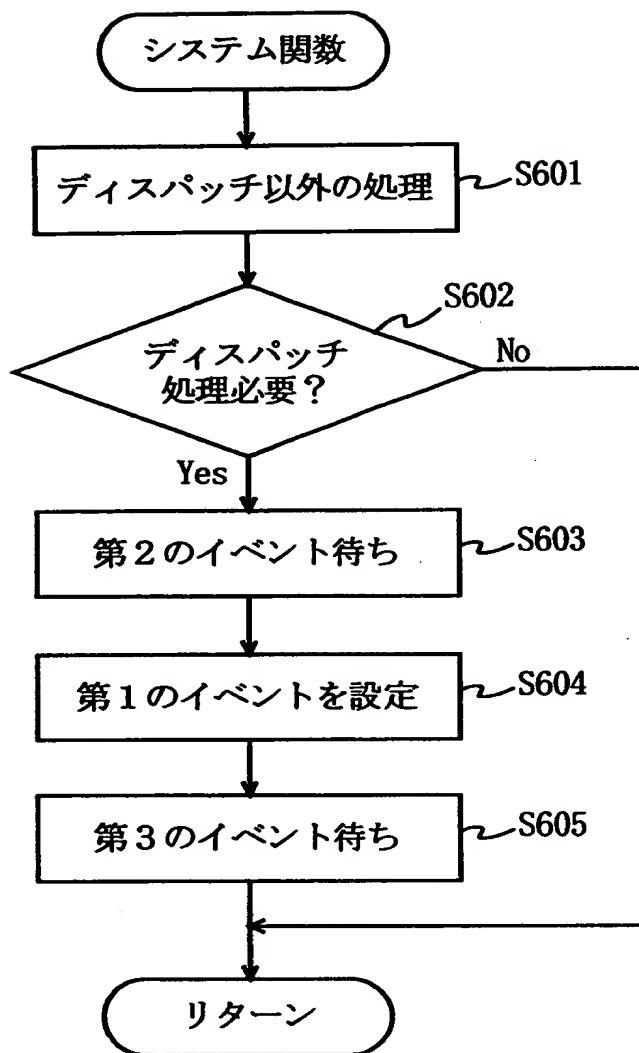 システム関数
ディスパッチ以外の処理
S601
S602
ディスパッチ
処理必要？
No
Yes
第２のイベント待ち
S603
第１のイベントを設定
S604
第３のイベント待ち
S605
リターン